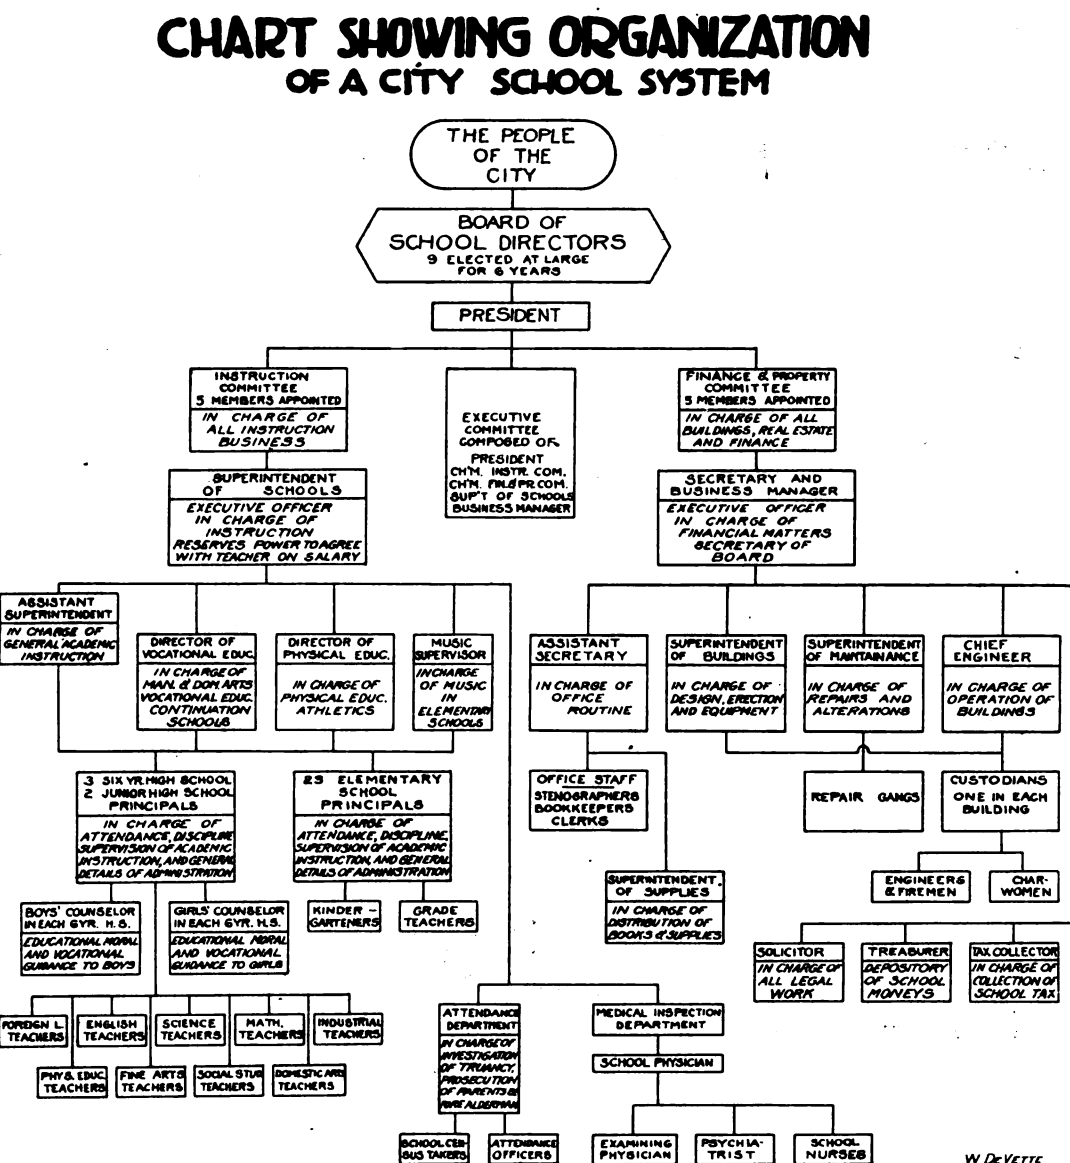 CHART SHOWING ORGANIZATION
OF A CITY SCHOOL SYSTEM
THE PEOPLE
OF THE
CITY
BOARD OF
SCHOOL DIRECTORS
9 ELECTED AT LARGE
FOR 6 YEARS
PRESIDENT
INSTRUCTION
COMMITTEE
5 MEMBERS APPOINTED
IN CHARGE OF
ALL INSTRUCTION
BUSINESS
EXECUTIVE
COMMITTEE
COMPOSED OF
PRESIDENT
CH'M. INSTR. COM.
CH'M. FIN.& PR. COM.
SUP'T OF SCHOOLS
BUSINESS MANAGER
FINANCE & PROPERTY
COMMITTEE
5 MEMBERS APPOINTED
IN CHARGE OF ALL
BUILDINGS, REAL ESTATE
AND FINANCE
SUPERINTENDENT
OF SCHOOLS
EXECUTIVE OFFICER
IN CHARGE OF
INSTRUCTION
RESERVES POWER TO AGREE
WITH TEACHER ON SALARY
SECRETARY AND
BUSINESS MANAGER
EXECUTIVE OFFICER
IN CHARGE OF
FINANCIAL MATTERS
SECRETARY OF
BOARD
ASSISTANT
SUPERINTENDENT
IN CHARGE OF
GENERAL ACADEMIC
INSTRUCTION
DIRECTOR OF
VOCATIONAL EDUC.
IN CHARGE OF
MAN. & DOM. ARTS
VOCATIONAL EDUC.
CONTINUATION
SCHOOLS
DIRECTOR OF
PHYSICAL EDUC.
IN CHARGE OF
PHYSICAL EDUC.
ATHLETICS
MUSIC
SUPERVISOR
IN CHARGE
OF MUSIC
IN
ELEMENTARY
SCHOOLS
ASSISTANT
SECRETARY
IN CHARGE OF
OFFICE
ROUTINE
SUPERINTENDENT
OF BUILDINGS
IN CHARGE OF
DESIGN, ERECTION
AND EQUIPMENT
SUPERINTENDENT
OF MAINTAINANCE
IN CHARGE OF
REPAIRS AND
ALTERATIONS
CHIEF
ENGINEER
IN CHARGE OF
OPERATION OF
BUILDINGS
3 SIX YR. HIGH SCHOOL
2 JUNIOR HIGH SCHOOL
PRINCIPALS
IN CHARGE OF
ATTENDANCE, DISCIPLINE
SUPERVISION OF ACADEMIC
INSTRUCTION, AND GENERAL
DETAILS OF ADMINISTRATION
23 ELEMENTARY
SCHOOL
PRINCIPALS
IN CHARGE OF
ATTENDANCE, DISCIPLINE,
SUPERVISION OF ACADEMIC
INSTRUCTION, AND GENERAL
DETAILS OF ADMINISTRATION
OFFICE STAFF
STENOGRAPHERS
BOOKKEEPERS
CLERKS
REPAIR GANGS
CUSTODIANS
ONE IN EACH
BUILDING
SUPERINTENDENT
OF SUPPLIES
IN CHARGE OF
DISTRIBUTION OF
BOOKS & SUPPLIES
ENGINEERS
& FIREMEN
CHAR-
WOMEN
BOYS' COUNSELOR
IN EACH 6YR. H.S.
EDUCATIONAL MORAL
AND VOCATIONAL
GUIDANCE TO BOYS
GIRLS' COUNSELOR
IN EACH 6YR. H.S.
EDUCATIONAL MORAL
AND VOCATIONAL
GUIDANCE TO GIRLS
KINDER-
GARTENERS
GRADE
TEACHERS
SOLICITOR
IN CHARGE OF
ALL LEGAL
WORK
TREASURER
DEPOSITORY
OF SCHOOL
MONEYS
TAX COLLECTOR
IN CHARGE OF
COLLECTION OF
SCHOOL TAX
FOREIGN L.
TEACHERS
ENGLISH
TEACHERS
SCIENCE
TEACHERS
MATH.
TEACHERS
INDUSTRIAL
TEACHERS
PHYS. EDUC.
TEACHERS
FINE ARTS
TEACHERS
SOCIAL STUD
TEACHERS
DOMESTIC ART
TEACHERS
ATTENDANCE
DEPARTMENT
IN CHARGE OF
INVESTIGATION
OF TRUANCY,
PROSECUTION
OF PARENTS
ALDERMAN
MEDICAL INSPECTION
DEPARTMENT
SCHOOL PHYSICIAN
SCHOOL CEN-
SUS TAKERS
ATTENDANCE
OFFICERS
EXAMINING
PHYSICIAN
PSYCHIA-
TRIST
SCHOOL
NURSES
W. DEVETTE